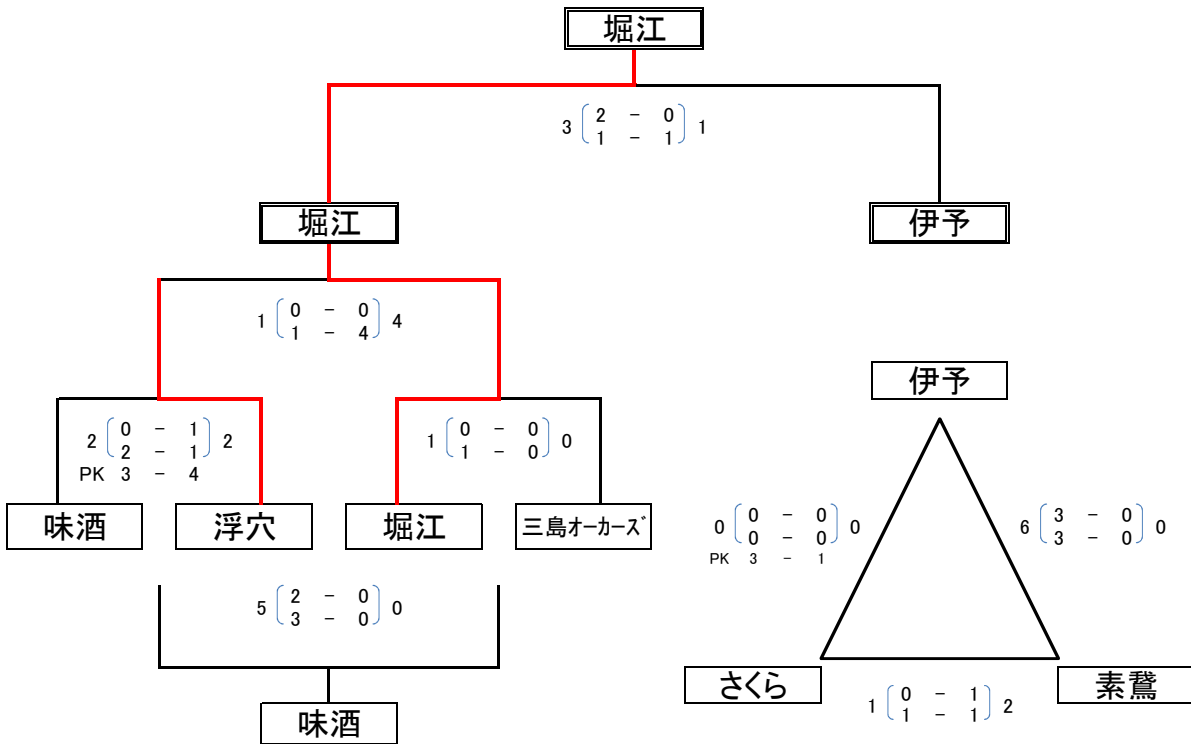 堀江
3 2 - 0 1
1 - 1
堀江
伊予
1 0 - 0 4
1 - 4
伊予
2 0 - 1 2
2 - 1
PK 3 - 4
1 0 - 0 0
1 - 0
味酒
浮穴
堀江
三島オーカーズ
0 0 - 0 0
0 - 0
PK 3 - 1
6 3 - 0 0
3 - 0
5 2 - 0 0
3 - 0
さくら
素鵞
1 0 - 1 2
1 - 1
味酒